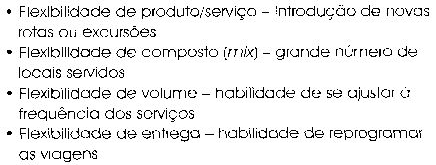 • Flexibilidade de produto/serviço – Introdução de novas
rotas ou excursões
• Flexibilidade de composto (mix) – grande número de
locais servidos
• Flexibilidade de volume – habilidade de se ajustar à
frequência dos serviços
• Flexibilidade de entrega – habilidade de reprogramar
as viagens